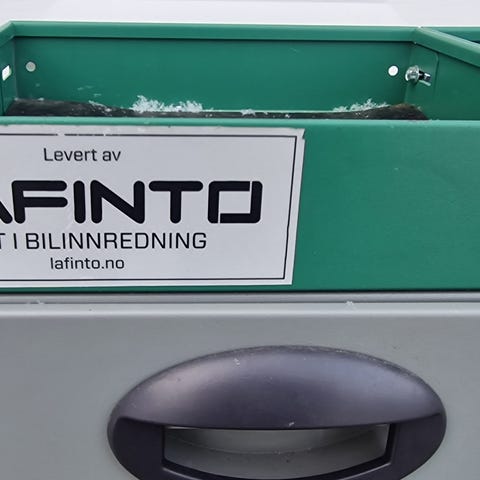 Levert av
AFINTO
T I BILINNREDNING
lafinto.no